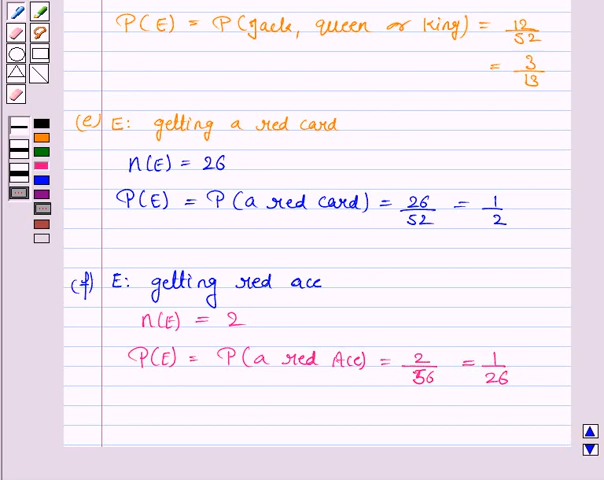 P(E) = P(Jack, queen or king) = 12/52
= 3/13
(e) E: getting a red card
n(E) = 26
P(E) = P(a red card) = 26/52 = 1/2
(f) E: getting red ace
n(E) = 2
P(E) = P(a red Ace) = 2/56 = 1/26